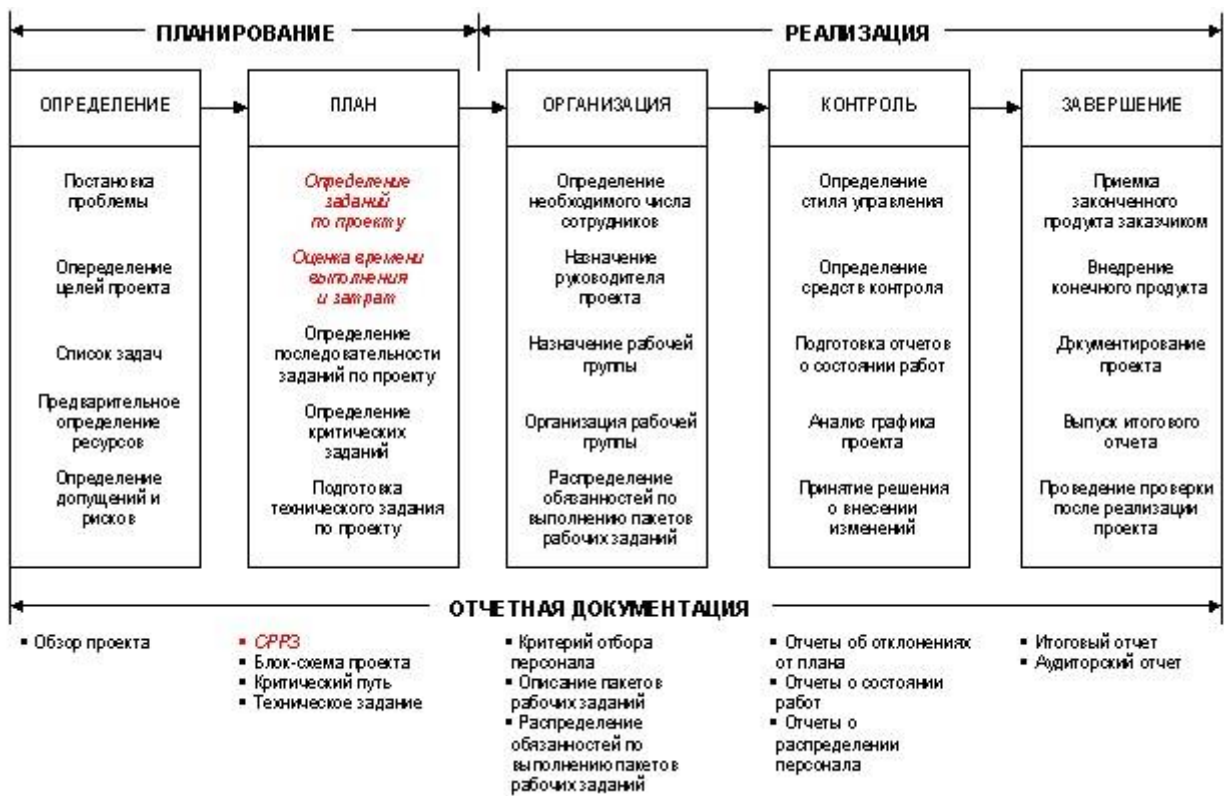 ПЛАНИРОВАНИЕ
РЕАЛИЗАЦИЯ
ОПРЕДЕЛЕНИЕ
Постановка
проблемы
Опеределение
целей проекта
Список задач
Предварительное
определение
ресурсов
Определение
допущений и
рисков
ПЛАН
Определение
заданий
по проекту
Оценка времени
выполнения
и затрат
Определение
последовательности
заданий по проекту
Определение
критических
заданий
Подготовка
технического задания
по проекту
ОРГАНИЗАЦИЯ
Определение
необходимого числа
сотрудников
Назначение
руководителя
проекта
Назначение рабочей
группы
Организация рабочей
группы
Распределение
обязанностей по
выполнению пакетов
рабочих заданий
КОНТРОЛЬ
Определение
стиля управления
Определение
средств контроля
Подготовка отчетов
о состоянии работ
Анализ графика
проекта
Принятие решения
о внесении
изменений
ЗАВЕРШЕНИЕ
Приемка
законченного
продукта заказчиком
Внедрение
конечного продукта
Документирование
проекта
Выпуск итогового
отчета
Проведение проверки
после реализации
проекта
ОТЧЕТНАЯ ДОКУМЕНТАЦИЯ
▪ Обзор проекта
▪ СРРЗ
▪ Блок-схема проекта
▪ Критический путь
▪ Техническое задание
▪ Критерий отбора
персонала
▪ Описание пакетов
рабочих заданий
▪ Распределение
обязанностей по
выполнению пакетов
рабочих заданий
▪ Отчеты об отклонениях
от плана
▪ Отчеты о состоянии
работ
▪ Отчеты о
распределении
персонала
▪ Итоговый отчет
▪ Аудиторский отчет